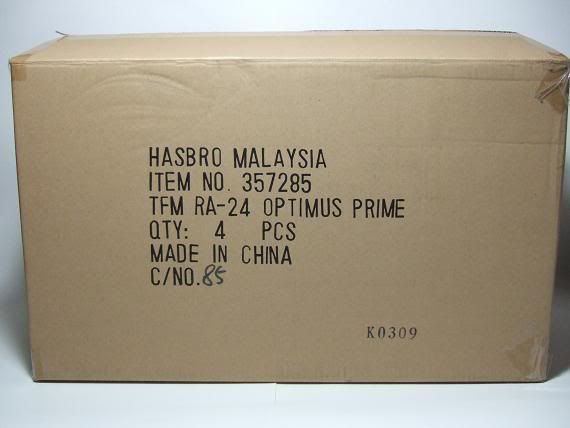 HASBRO MALAYSIA
ITEM NO. 357285
TFM RA-24 OPTIMUS PRIME
QTY: 4 PCS
MADE IN CHINA
C/NO.85
K0309